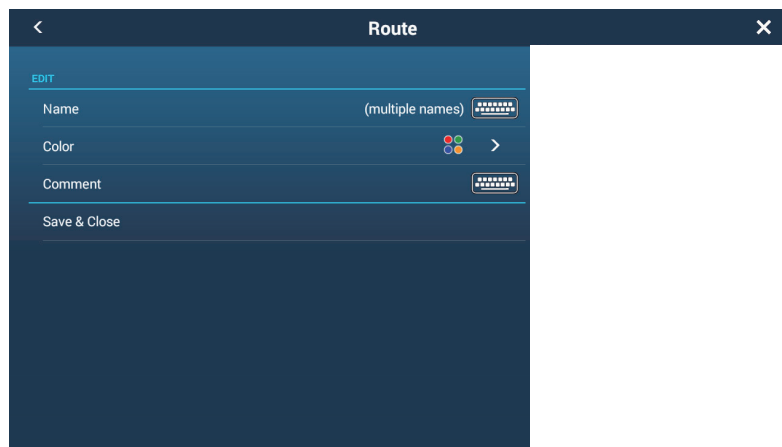 Route
EDIT
Name (multiple names)
Color
Comment
Save & Close